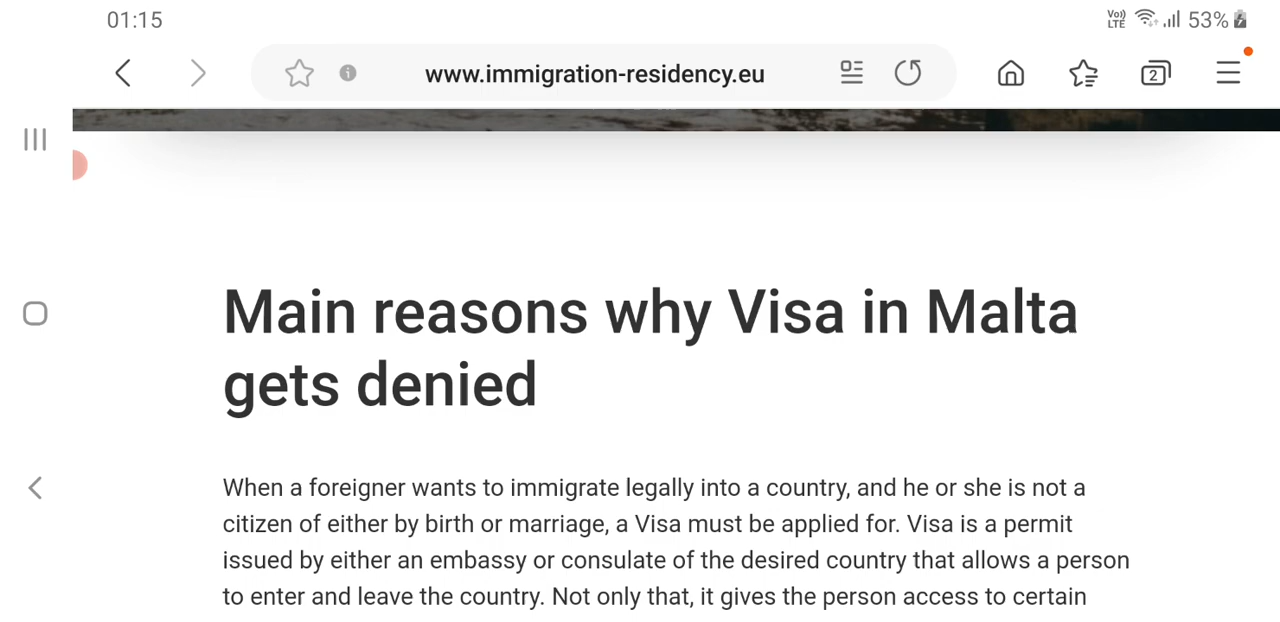 01:15
Vo)) LTE 53%
www.immigration-residency.eu
2
Main reasons why Visa in Malta
gets denied
When a foreigner wants to immigrate legally into a country, and he or she is not a
citizen of either by birth or marriage, a Visa must be applied for. Visa is a permit
issued by either an embassy or consulate of the desired country that allows a person
to enter and leave the country. Not only that, it gives the person access to certain